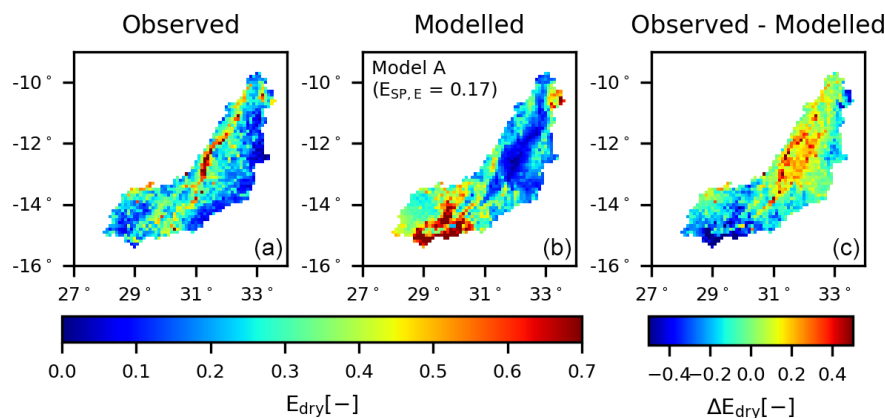 Observed Modelled Observed - Modelled
-10° -10° -10°
Model A
(E_SP, E = 0.17)
-12° -12° -12°
-14° -14° -14°
-16° (a) -16° (b) -16° (c)
27° 29° 31° 33° 27° 29° 31° 33° 27° 29° 31° 33°
0.0 0.1 0.2 0.3 0.4 0.5 0.6 0.7 −0.4 −0.2 0.0 0.2 0.4
E_dry[−] ΔE_dry[−]